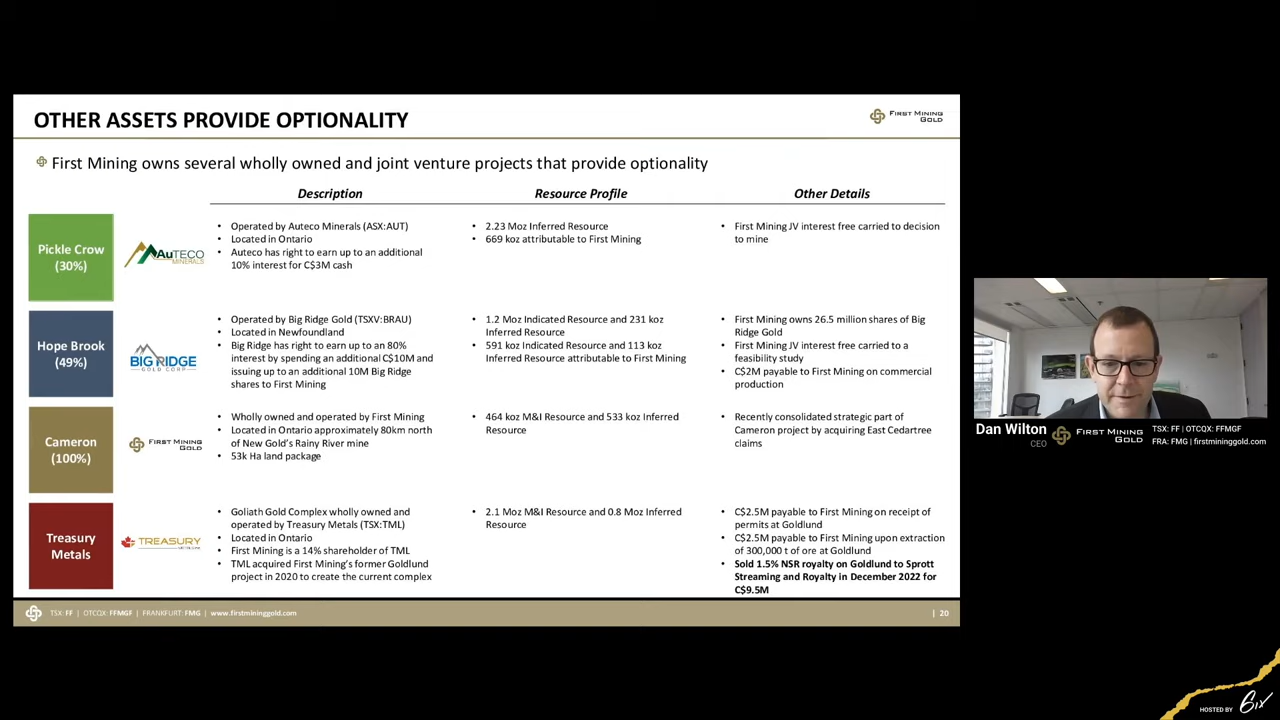 OTHER ASSETS PROVIDE OPTIONALITY
FIRST MINING
GOLD
First Mining owns several wholly owned and joint venture projects that provide optionality
Description
Resource Profile
Other Details
Pickle Crow
(30%)
AUTECO
MINERALS
• Operated by Auteco Minerals (ASX:AUT)
• Located in Ontario
• Auteco has right to earn up to an additional
10% interest for C$3M cash
• 2.23 Moz Inferred Resource
• 669 koz attributable to First Mining
• First Mining JV interest free carried to decision
to mine
Hope Brook
(49%)
BIG RIDGE
GOLD CORP
• Operated by Big Ridge Gold (TSXV:BRAU)
• Located in Newfoundland
• Big Ridge has right to earn up to an 80%
interest by spending an additional C$10M and
issuing up to an additional 10M Big Ridge
shares to First Mining
• 1.2 Moz Indicated Resource and 231 koz
Inferred Resource
• 591 koz Indicated Resource and 113 koz
Inferred Resource attributable to First Mining
• First Mining owns 26.5 million shares of Big
Ridge Gold
• First Mining JV interest free carried to a
feasibility study
• C$2M payable to First Mining on commercial
production
Cameron
(100%)
FIRST MINING
GOLD
• Wholly owned and operated by First Mining
• Located in Ontario approximately 80km north
of New Gold's Rainy River mine
• 53k Ha land package
• 464 koz M&I Resource and 533 koz Inferred
Resource
• Recently consolidated strategic part of
Cameron project by acquiring East Cedartree
claims
Treasury
Metals
TREASURY
METALS INC
• Goliath Gold Complex wholly owned and
operated by Treasury Metals (TSX:TML)
• Located in Ontario
• First Mining is a 14% shareholder of TML
• TML acquired First Mining's former Goldlund
project in 2020 to create the current complex
• 2.1 Moz M&I Resource and 0.8 Moz Inferred
Resource
• C$2.5M payable to First Mining on receipt of
permits at Goldlund
• C$2.5M payable to First Mining upon extraction
of 300,000 t of ore at Goldlund
• Sold 1.5% NSR royalty on Goldlund to Sprott
Streaming and Royalty in December 2022 for
C$9.5M
TSX: FF | OTCQX: FFMGF | FRANKFURT: FMG | www.firstmininggold.com
| 20
Dan Wilton
CEO
FIRST MINING
GOLD
TSX: FF | OTCQX: FFMGF
FRA: FMG | firstmininggold.com
HOSTED BY 6ix